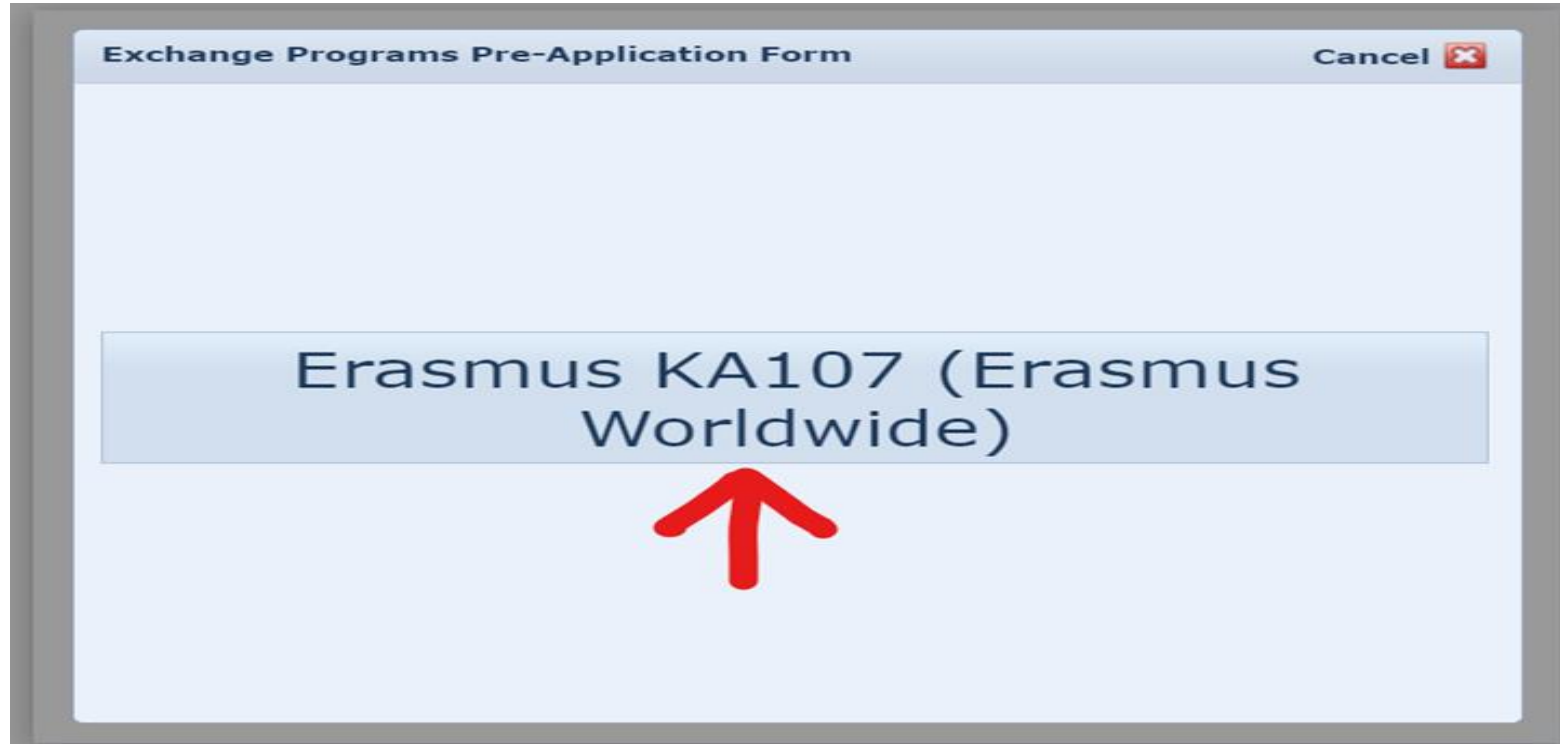 Exchange Programs Pre-Application Form
Cancel
Erasmus KA107 (Erasmus
Worldwide)